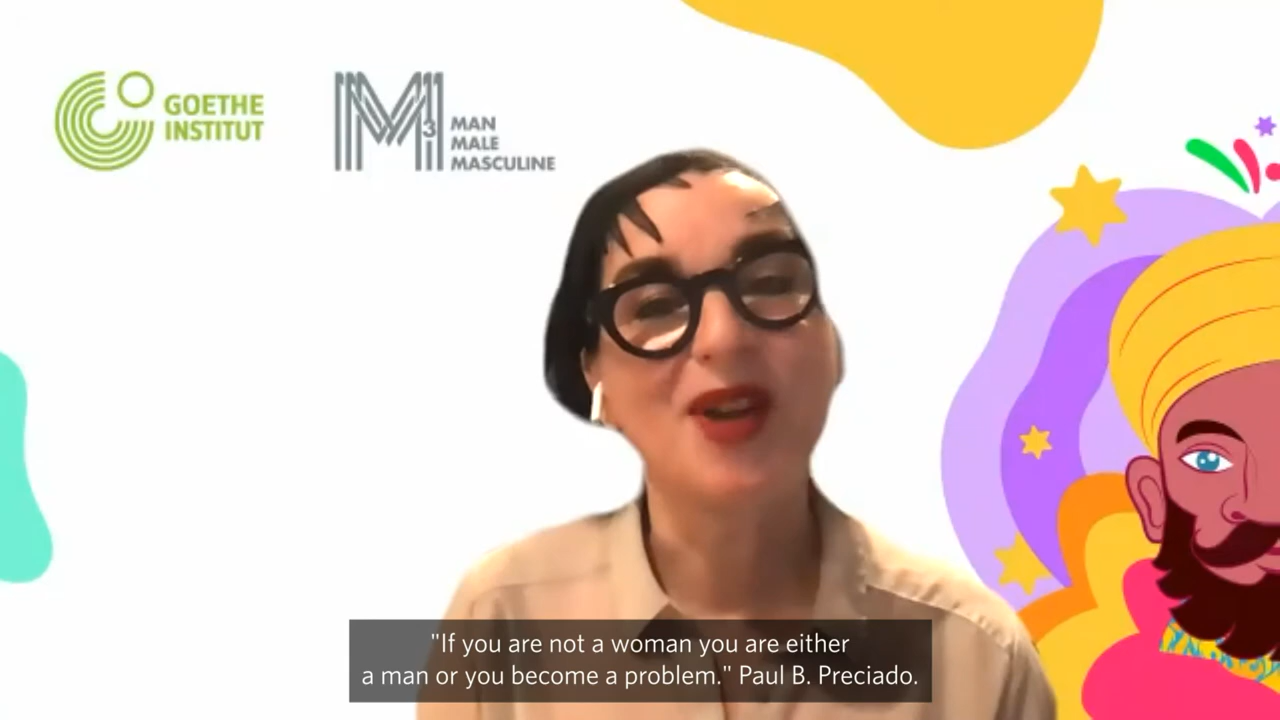 GOETHE
INSTITUT
M3
MAN
MALE
MASCULINE
"If you are not a woman you are either
a man or you become a problem." Paul B. Preciado.